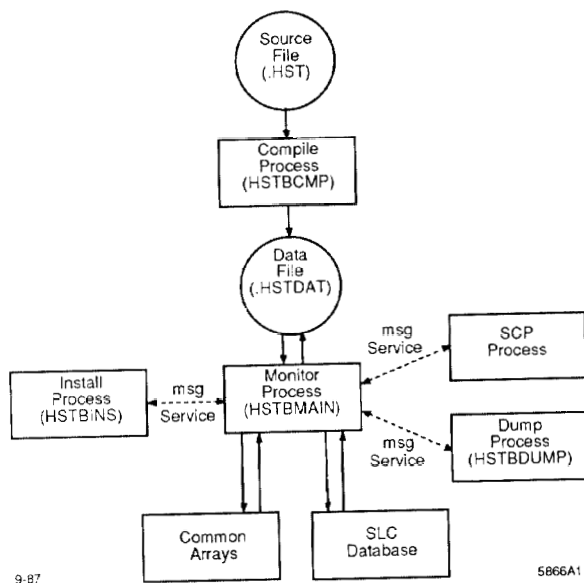 Source
File
(.HST)
Compile
Process
(HSTBCMP)
Data
File
(.HSTDAT)
msg
Service
SCP
Process
Install
Process
(HSTBINS)
msg
Service
Monitor
Process
(HSTBMAIN)
msg
Service
Dump
Process
(HSTBDUMP)
Common
Arrays
SLC
Database
9-87
5866A1